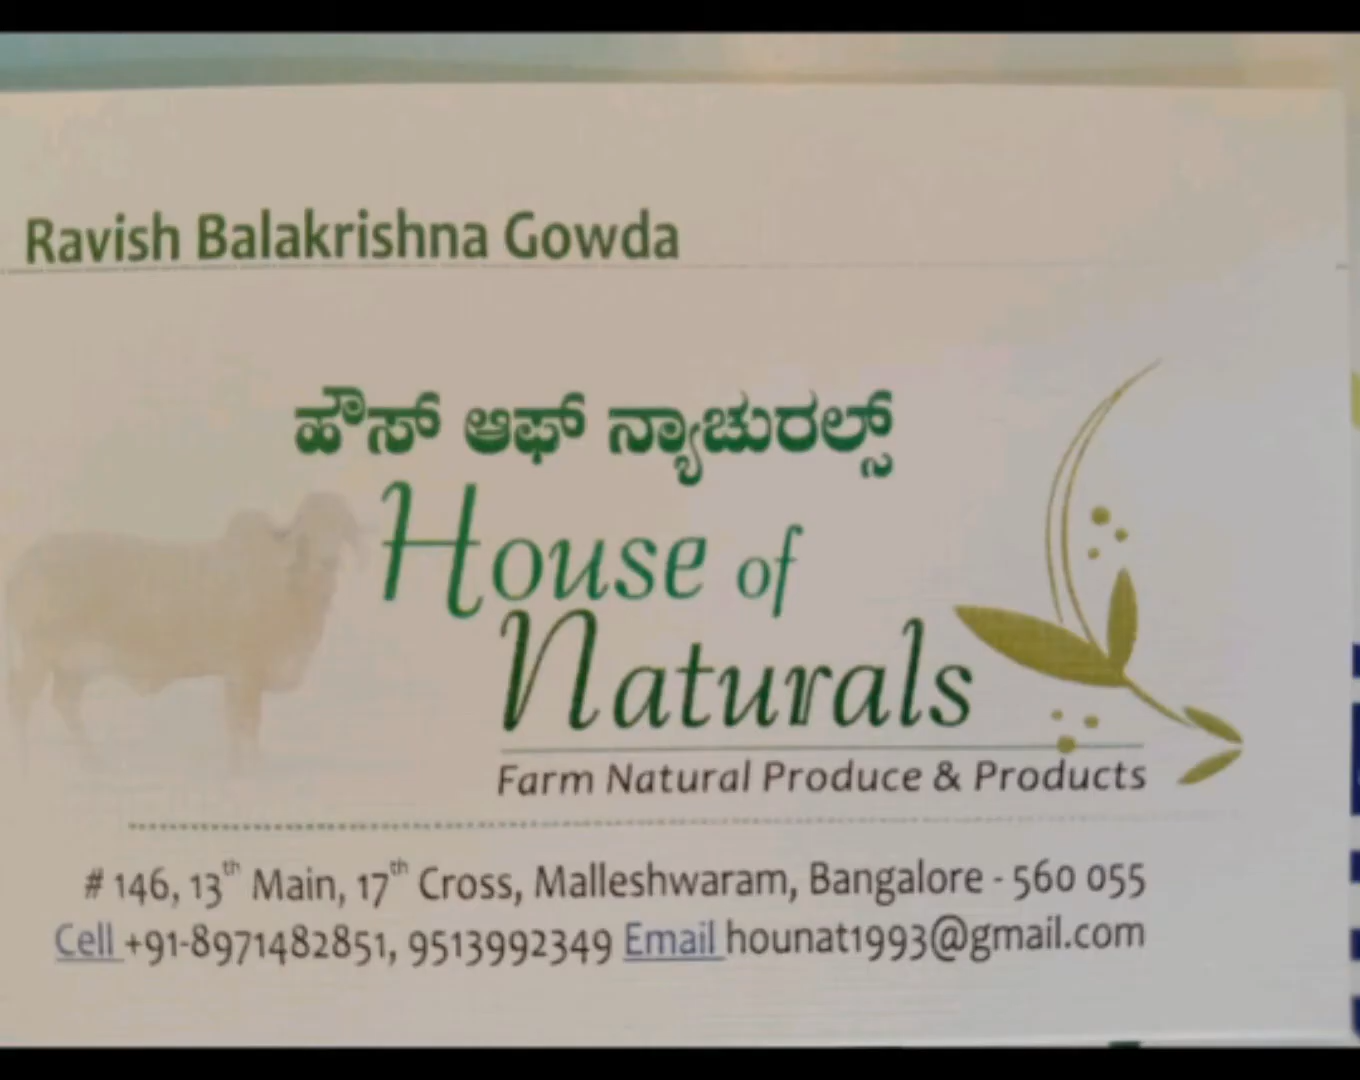 Ravish Balakrishna Gowda
ಹೌಸ್ ಆಫ್ ನ್ಯಾಚುರಲ್ಸ್
House of
Naturals
Farm Natural Produce & Products
# 146, 13th Main, 17th Cross, Malleshwaram, Bangalore - 560 055
Cell +91-8971482851, 9513992349 Email hounat1993@gmail.com